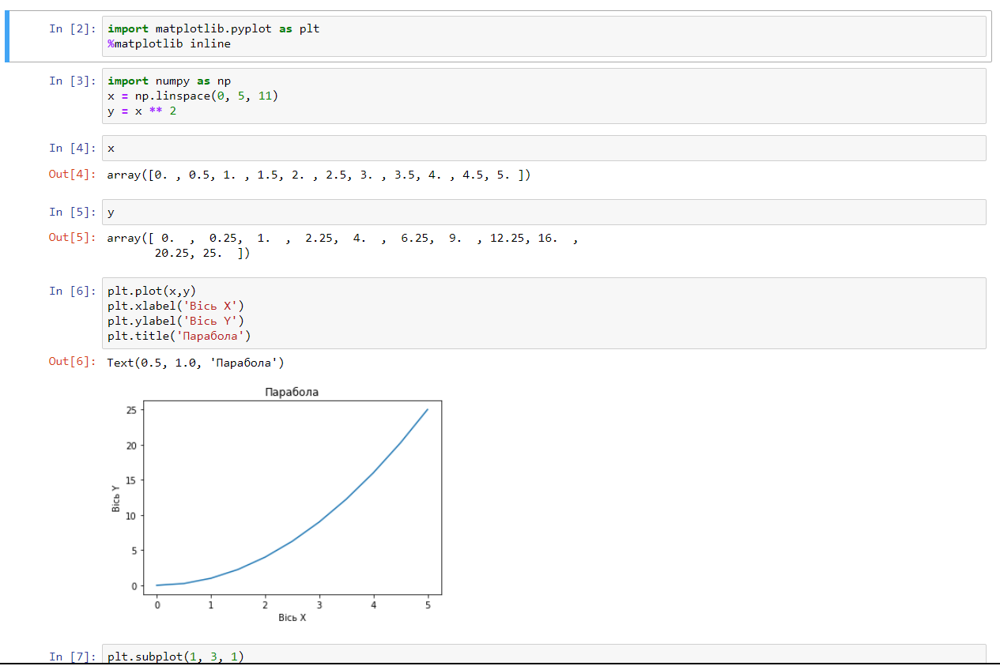 In [2]: import matplotlib.pyplot as plt
%matplotlib inline
In [3]: import numpy as np
x = np.linspace(0, 5, 11)
y = x ** 2
In [4]: x
Out[4]: array([0. , 0.5, 1. , 1.5, 2. , 2.5, 3. , 3.5, 4. , 4.5, 5. ])
In [5]: y
Out[5]: array([ 0.  ,  0.25,  1.  ,  2.25,  4.  ,  6.25,  9.  , 12.25, 16.  ,
20.25, 25.  ])
In [6]: plt.plot(x,y)
plt.xlabel('Вісь X')
plt.ylabel('Вісь Y')
plt.title('Парабола')
Out[6]: Text(0.5, 1.0, 'Парабола')
Парабола
25
20
15
10
5
0
Вісь Y
0 1 2 3 4 5
Вісь X
In [7]: plt.subplot(1, 3, 1)